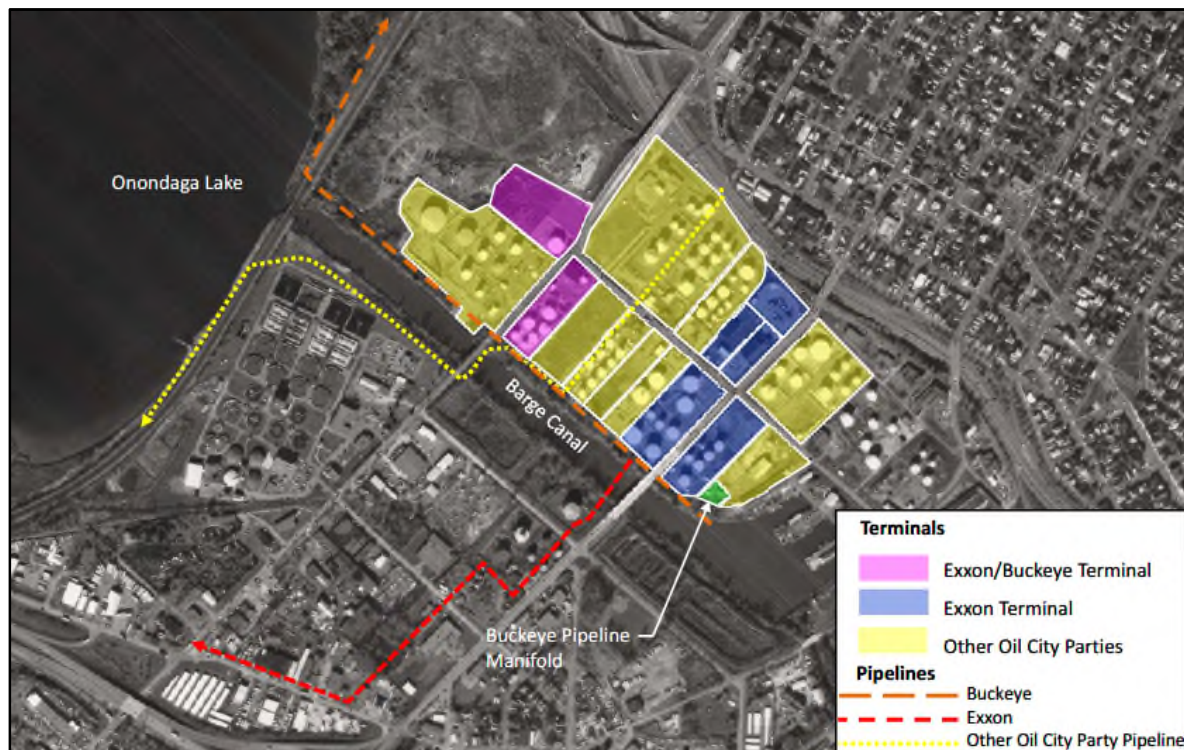 Onondaga Lake
Barge Canal
Buckeye Pipeline
Manifold
Terminals
Exxon/Buckeye Terminal
Exxon Terminal
Other Oil City Parties
Pipelines
Buckeye
Exxon
Other Oil City Party Pipeline